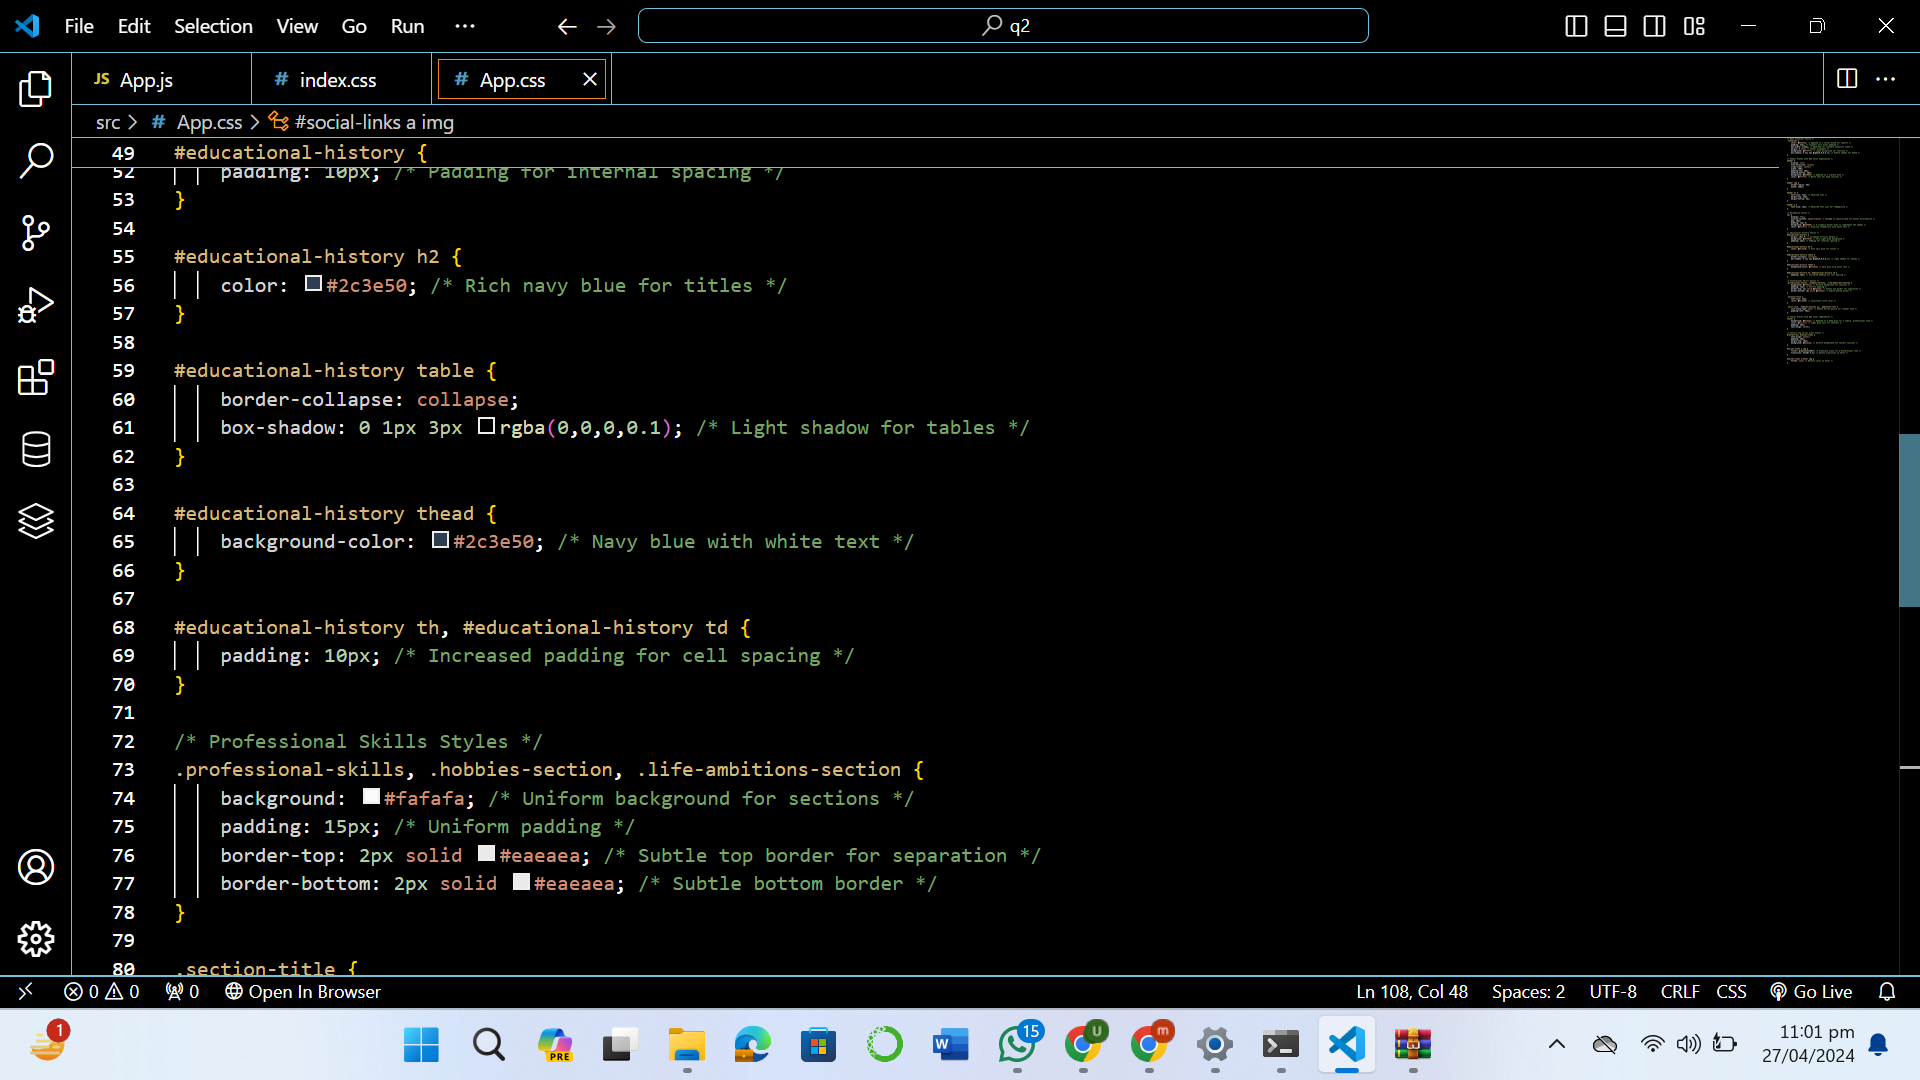 File Edit Selection View Go Run ··· q2
JS App.js # index.css # App.css
src > # App.css > #social-links a img
49 #educational-history {
52 padding: 10px; /* Padding for internal spacing */
53 }
54
55 #educational-history h2 {
56 color: #2c3e50; /* Rich navy blue for titles */
57 }
58
59 #educational-history table {
60 border-collapse: collapse;
61 box-shadow: 0 1px 3px rgba(0,0,0,0.1); /* Light shadow for tables */
62 }
63
64 #educational-history thead {
65 background-color: #2c3e50; /* Navy blue with white text */
66 }
67
68 #educational-history th, #educational-history td {
69 padding: 10px; /* Increased padding for cell spacing */
70 }
71
72 /* Professional Skills Styles */
73 .professional-skills, .hobbies-section, .life-ambitions-section {
74 background: #fafafa; /* Uniform background for sections */
75 padding: 15px; /* Uniform padding */
76 border-top: 2px solid #eaeaea; /* Subtle top border for separation */
77 border-bottom: 2px solid #eaeaea; /* Subtle bottom border */
78 }
79
80 .section-title {
0 0 0 Open In Browser Ln 108, Col 48 Spaces: 2 UTF-8 CRLF CSS Go Live
1 PRE W 15 U m 11:01 pm
27/04/2024